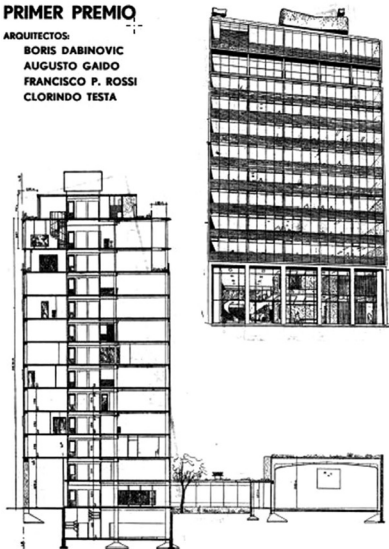 PRIMER PREMIO
ARQUITECTOS:
BORIS DABINOVIC
AUGUSTO GAIDO
FRANCISCO P. ROSSI
CLORINDO TESTA